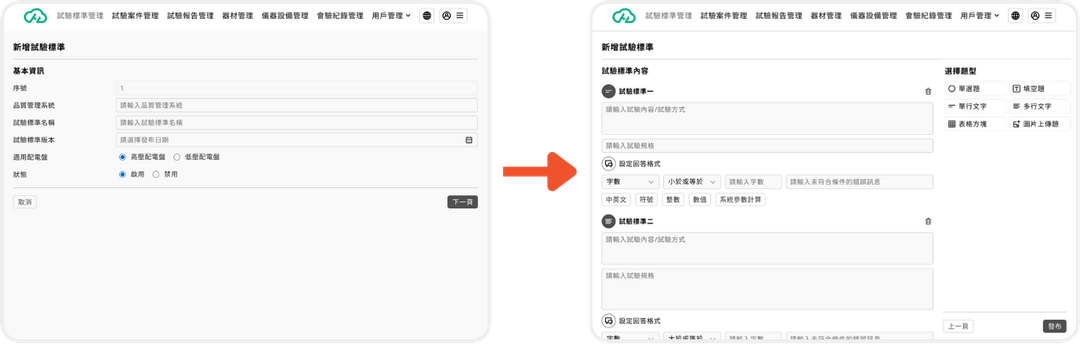 試驗標準管理 試驗案件管理 試驗報告管理 器材管理 儀器設備管理 會驗紀錄管理 用戶管理
新增試驗標準
基本資訊
序號 1
品質管理系統 請輸入品質管理系統
試驗標準名稱 請輸入試驗標準名稱
試驗標準版本 請選擇發布日期
適用配電盤 高壓配電盤 低壓配電盤
狀態 啟用 禁用
取消 下一頁
試驗標準管理 試驗案件管理 試驗報告管理 器材管理 儀器設備管理 會驗紀錄管理 用戶管理
新增試驗標準
試驗標準內容
試驗標準一
請輸入試驗內容/試驗方式
請輸入試驗規格
設定回答格式
字數 小於或等於 請輸入字數 請輸入未符合條件的錯誤訊息
中英文 符號 整數 數值 系統參數計算
試驗標準二
請輸入試驗內容/試驗方式
請輸入試驗規格
設定回答格式
字數 大於或等於 請輸入字數 請輸入未符合條件的錯誤訊息
選擇題型
單選題 填空題
單行文字 多行文字
表格方塊 圖片上傳題
上一頁 發布